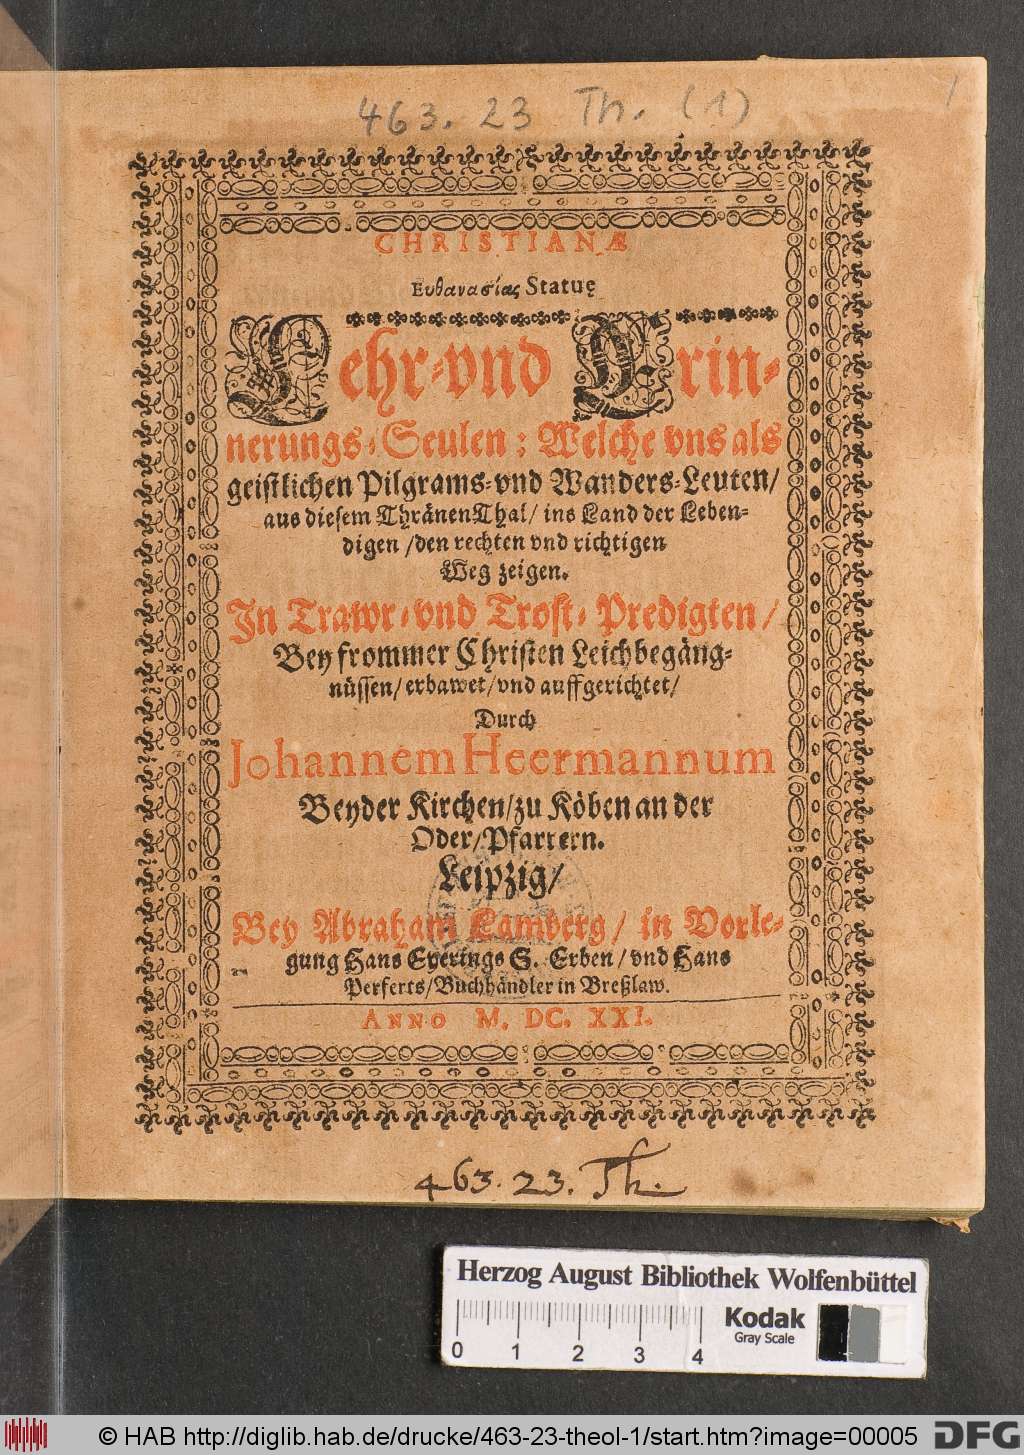 463. 23 Th. (1)
1
CHRISTIANÆ
Ευθανασίας Statuę
Lehr-vnd Erin-
nerungs-Seulen: Welche vns als
geistlichen Pilgrams-vnd Wanders-Leuten/
aus diesem ThränenThal/ ins Land der Leben-
digen /den rechten vnd richtigen
Weg zeigen.
In Trawr-vnd Trost-Predigten/
Bey frommer Christen Leichbegäng-
nüssen/ erbawet/ vnd auffgerichtet/
Durch
Johannem Heermannum
Beyder Kirchen/ zu Köben an der
Oder/ Pfarrern.
Leipzig/
Bey Abraham Lamberg/ in Vorle-
gung Hans Eyerings S. Erben/ vnd Hans
Perferts/ Buchhändler in Breßlaw.
ANNO M. DC. XXI.
463. 23. Th.
Herzog August Bibliothek Wolfenbüttel
0 1 2 3 4
Kodak
Gray Scale
© HAB http://diglib.hab.de/drucke/463-23-theol-1/start.htm?image=00005
DFG